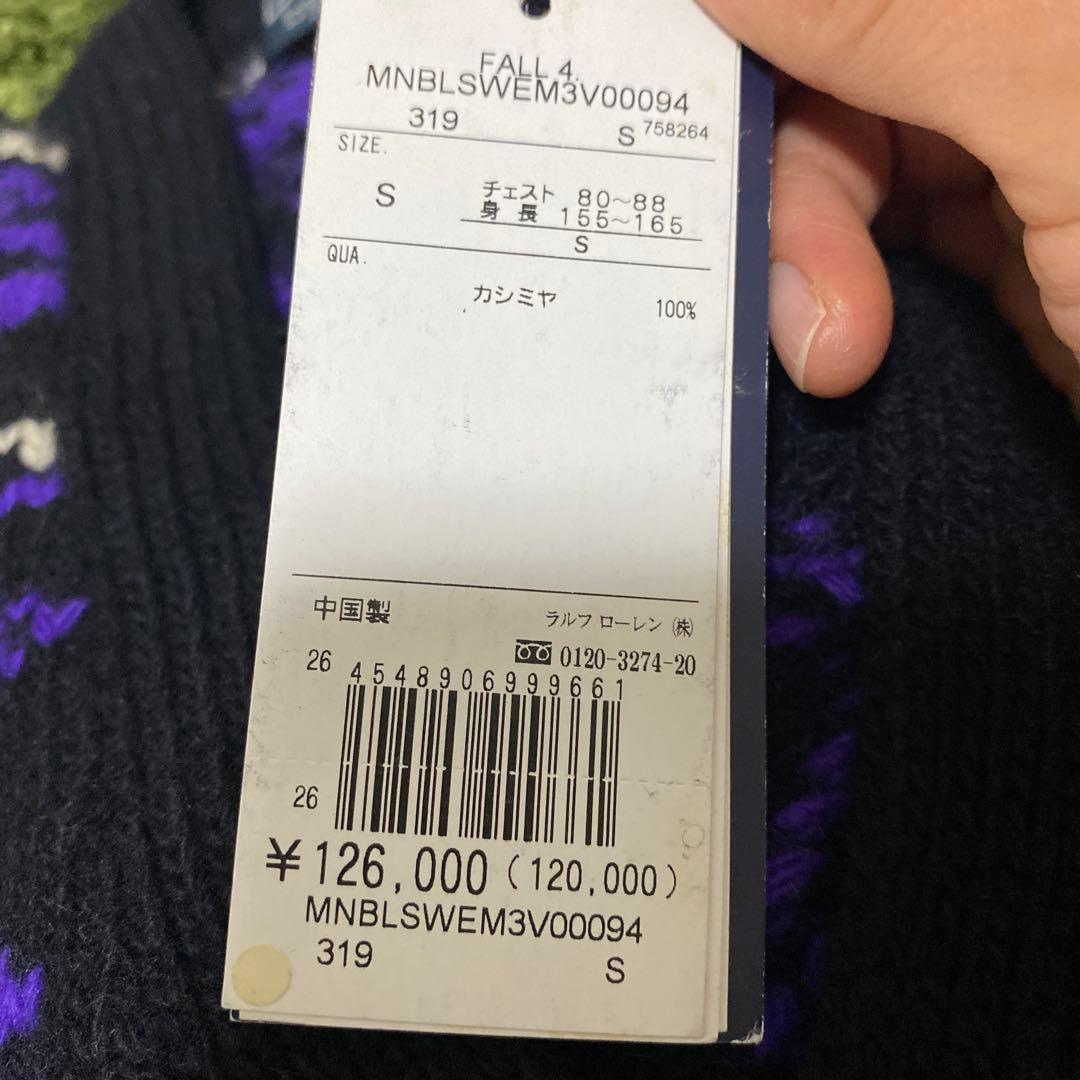 FALL 4.
MNBLSWEM3V00094
319 S 758264
SIZE.
S チェスト 80~88
身長 155~165
S
QUA.
カシミヤ 100%
中国製 ラルフ ローレン ㈱
0120-3274-20
26 4548906999661
26
¥126,000(120,000)
MNBLSWEM3V00094
319 S